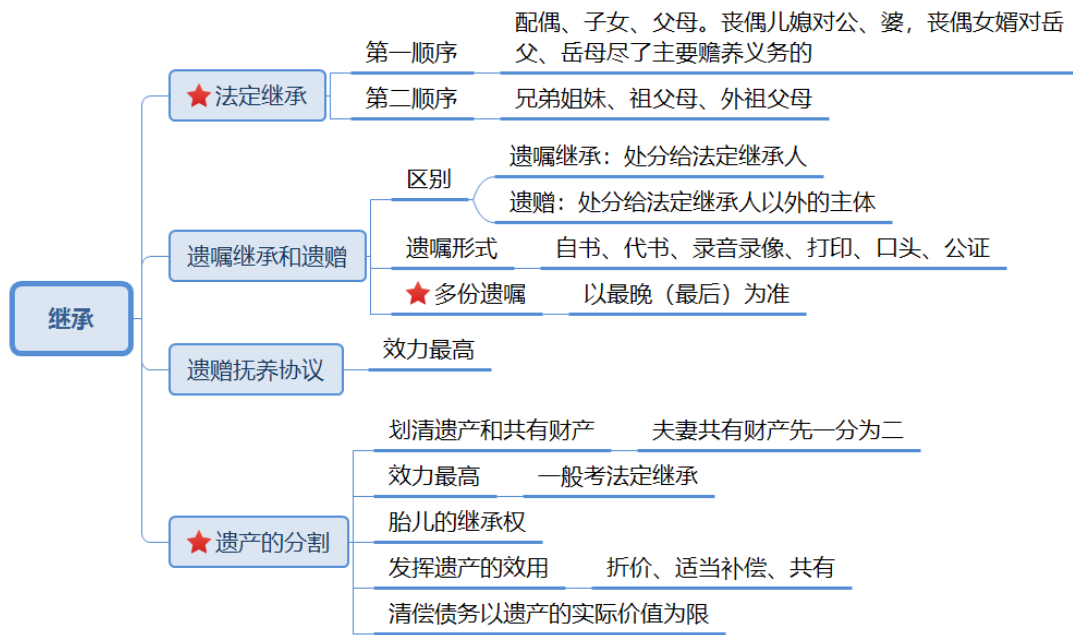 继承
法定继承
第一顺序
配偶、子女、父母。丧偶儿媳对公、婆，丧偶女婿对岳
父、岳母尽了主要赡养义务的
第二顺序
兄弟姐妹、祖父母、外祖父母
遗嘱继承和遗赠
区别
遗嘱继承：处分给法定继承人
遗赠：处分给法定继承人以外的主体
遗嘱形式
自书、代书、录音录像、打印、口头、公证
多份遗嘱
以最晚（最后）为准
遗赠抚养协议
效力最高
遗产的分割
划清遗产和共有财产
夫妻共有财产先一分为二
效力最高
一般考法定继承
胎儿的继承权
发挥遗产的效用
折价、适当补偿、共有
清偿债务以遗产的实际价值为限